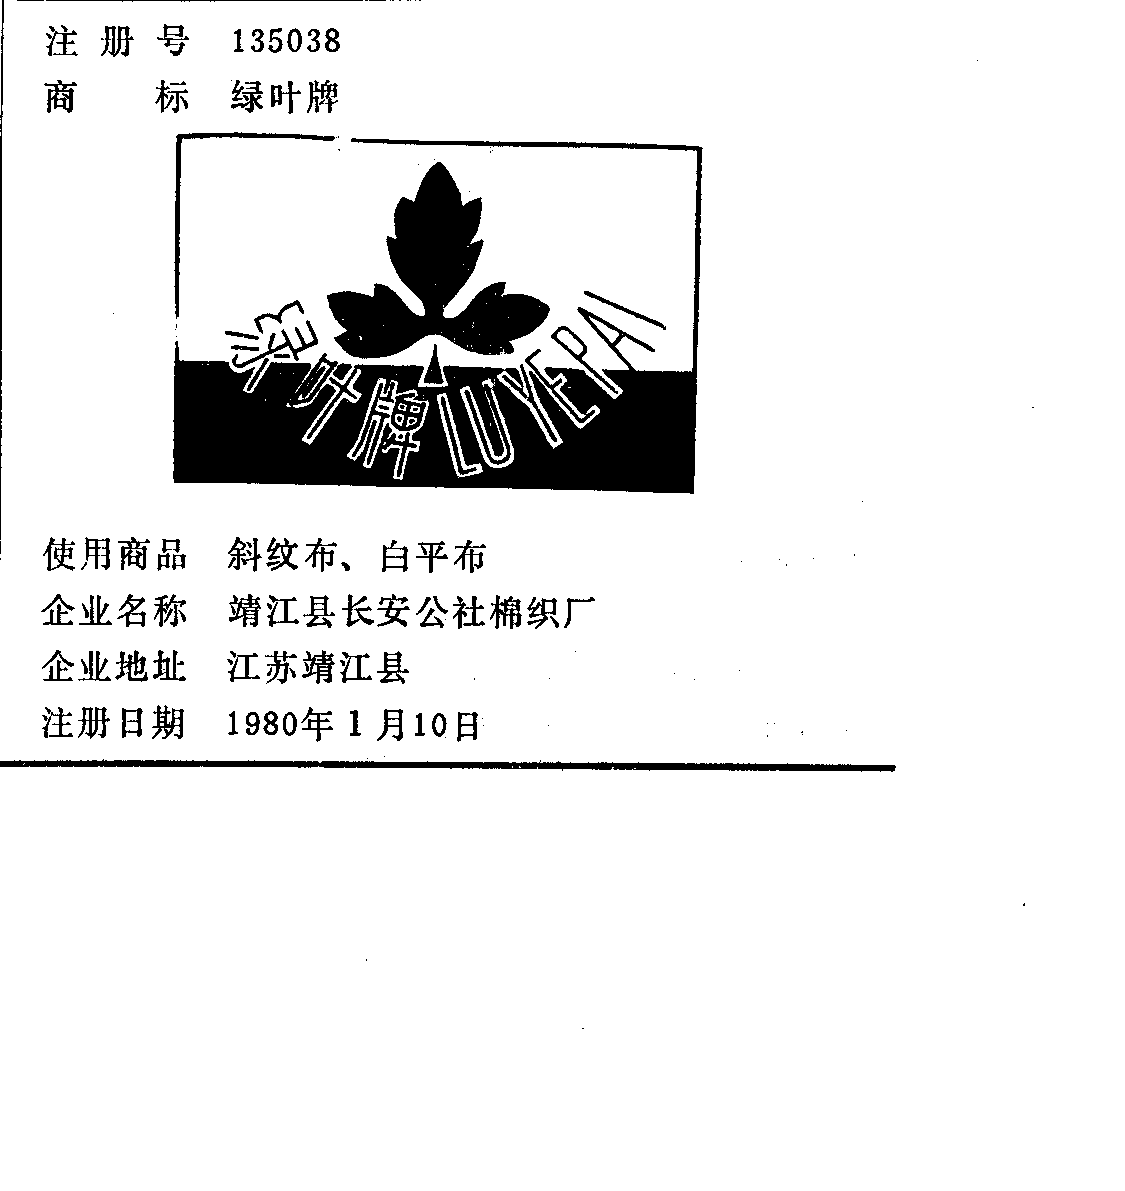 注册号 135038
商标 绿叶牌
绿叶牌 LUYEPAI
使用商品 斜纹布、白平布
企业名称 靖江县长安公社棉织厂
企业地址 江苏靖江县
注册日期 1980年1月10日